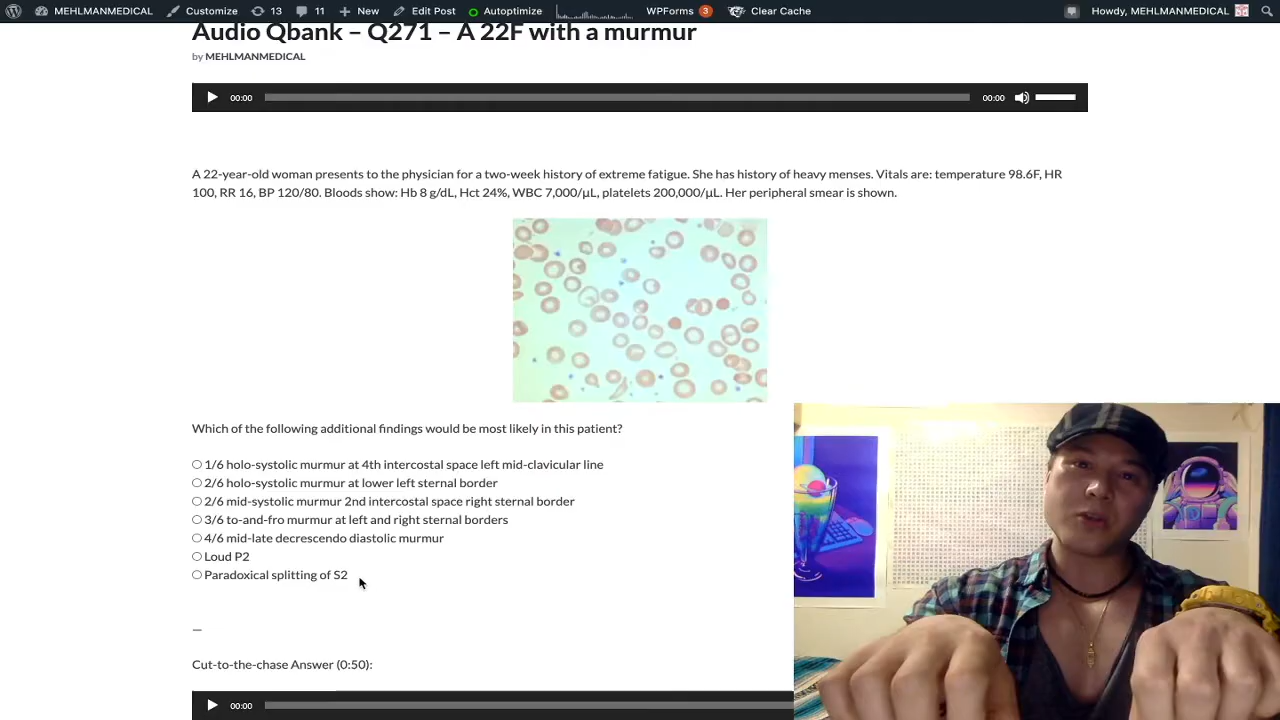 MEHLMANMEDICAL Customize 13 11 New Edit Post Autoptimize WPForms 3 Clear Cache Howdy, MEHLMANMEDICAL
Audio Qbank – Q271 – A 22F with a murmur
by MEHLMANMEDICAL
00:00 00:00
A 22-year-old woman presents to the physician for a two-week history of extreme fatigue. She has history of heavy menses. Vitals are: temperature 98.6F, HR
100, RR 16, BP 120/80. Bloods show: Hb 8 g/dL, Hct 24%, WBC 7,000/μL, platelets 200,000/μL. Her peripheral smear is shown.
Which of the following additional findings would be most likely in this patient?
1/6 holo-systolic murmur at 4th intercostal space left mid-clavicular line
2/6 holo-systolic murmur at lower left sternal border
2/6 mid-systolic murmur 2nd intercostal space right sternal border
3/6 to-and-fro murmur at left and right sternal borders
4/6 mid-late decrescendo diastolic murmur
Loud P2
Paradoxical splitting of S2
—
Cut-to-the-chase Answer (0:50):
00:00